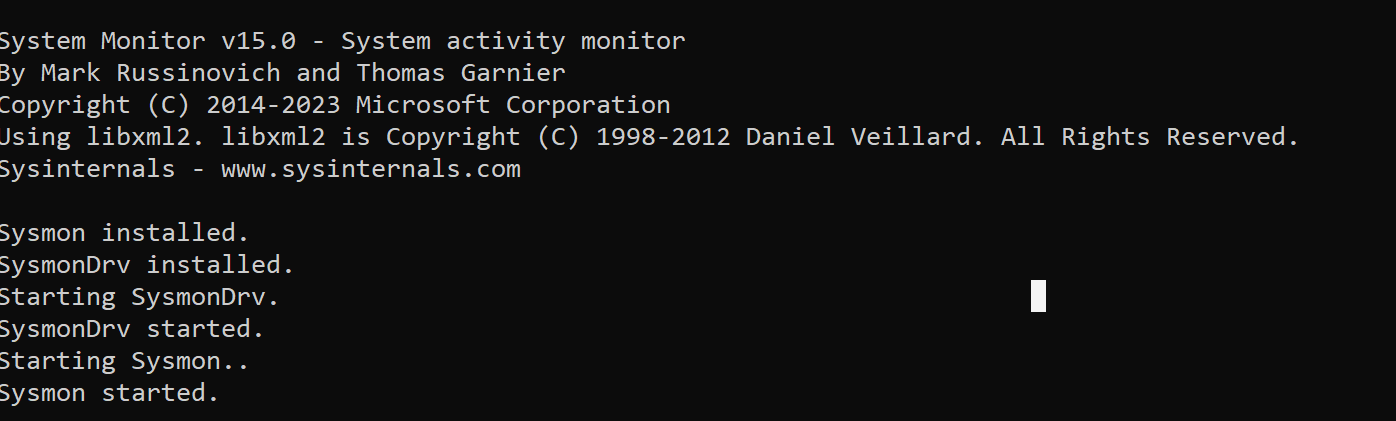 System Monitor v15.0 - System activity monitor
By Mark Russinovich and Thomas Garnier
Copyright (C) 2014-2023 Microsoft Corporation
Using libxml2. libxml2 is Copyright (C) 1998-2012 Daniel Veillard. All Rights Reserved.
Sysinternals - www.sysinternals.com
Sysmon installed.
SysmonDrv installed.
Starting SysmonDrv.
SysmonDrv started.
Starting Sysmon..
Sysmon started.